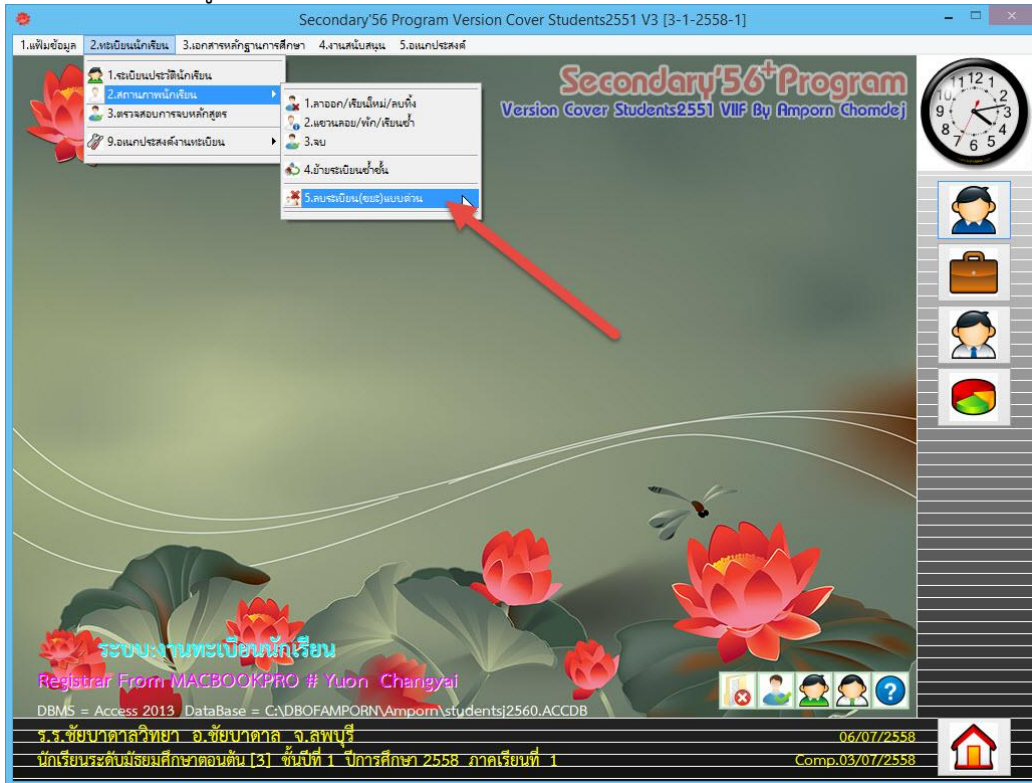 Secondary'56 Program Version Cover Students2551 V3 [3-1-2558-1]
1.แฟ้มข้อมูล 2.ทะเบียนนักเรียน 3.เอกสารหลักฐานการศึกษา 4.งานสนับสนุน 5.อเนกประสงค์
1.ระเบียนประวัตินักเรียน
2.สถานภาพนักเรียน
3.ตรวจสอบการจบหลักสูตร
9.อเนกประสงค์งานทะเบียน
1.ลาออก/เรียนใหม่/ลบทิ้ง
2.แขวนลอย/พัก/เรียนซ้ำ
3.จบ
4.ย้ายระเบียนซ้ำชั้น
5.ลบระเบียน(ขยะ)แบบด่วน
Secondary'56+Program
Version Cover Students2551 VIIF By Amporn Chomdej
11 12 1
10 2
9 3
8 4
7 6 5
ระบบ:งานทะเบียนนักเรียน
Registrar From MACBOOKPRO # Yuon Changyai
DBMS = Access 2013 DataBase = C:\DBOFAMPORN\Amporn\studentsJ2560.ACCDB
ร.ร.ชัยบาดาลวิทยา อ.ชัยบาดาล จ.ลพบุรี 06/07/2558
นักเรียนระดับมัธยมศึกษาตอนต้น [3] ชั้นปีที่ 1 ปีการศึกษา 2558 ภาคเรียนที่ 1 Comp.03/07/2558